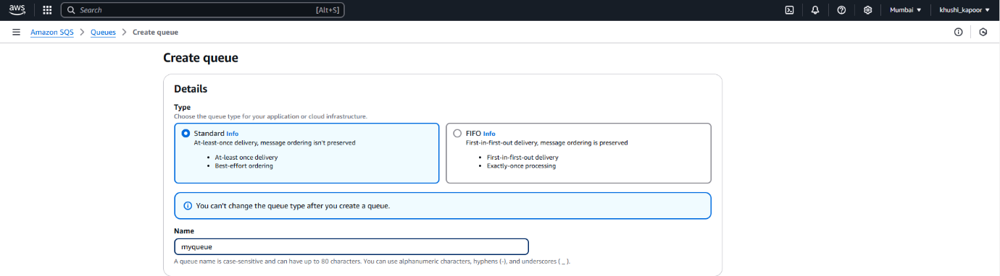 aws
Search [Alt+S] Mumbai khushi_kapoor
Amazon SQS Queues Create queue
Create queue
Details
Type
Choose the queue type for your application or cloud infrastructure.
Standard Info
At-least-once delivery, message ordering isn't preserved
• At-least once delivery
• Best-effort ordering
FIFO Info
First-in-first-out delivery, message ordering is preserved
• First-in-first-out delivery
• Exactly-once processing
You can't change the queue type after you create a queue.
Name
myqueue
A queue name is case-sensitive and can have up to 80 characters. You can use alphanumeric characters, hyphens (-), and underscores ( _ ).